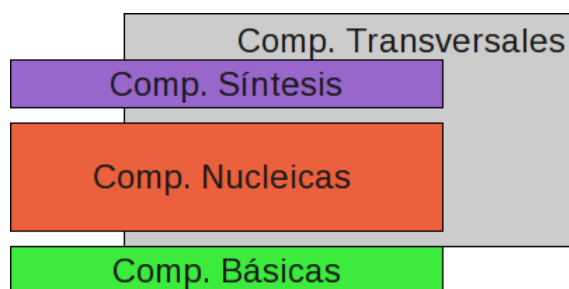 Comp. Transversales
Comp. Síntesis
Comp. Nucleicas
Comp. Básicas